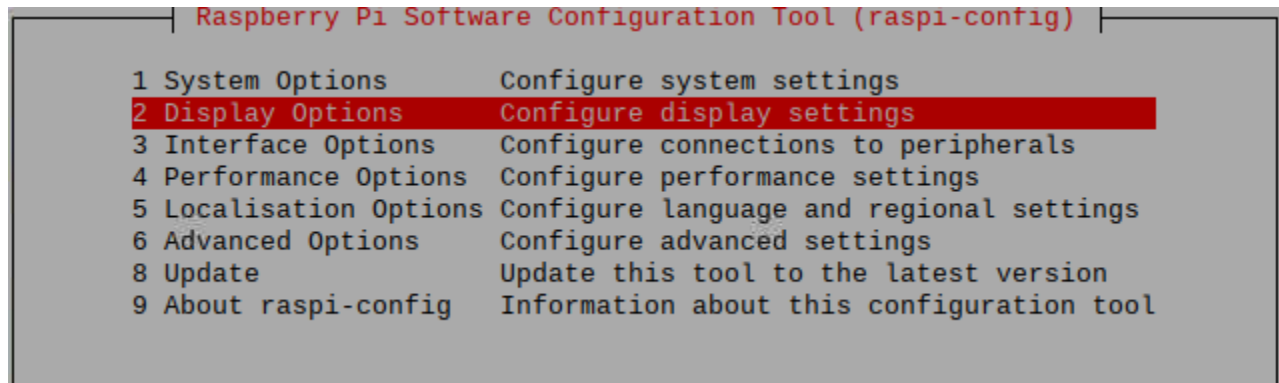 Raspberry Pi Software Configuration Tool (raspi-config)
1 System Options Configure system settings
2 Display Options Configure display settings
3 Interface Options Configure connections to peripherals
4 Performance Options Configure performance settings
5 Localisation Options Configure language and regional settings
6 Advanced Options Configure advanced settings
8 Update Update this tool to the latest version
9 About raspi-config Information about this configuration tool